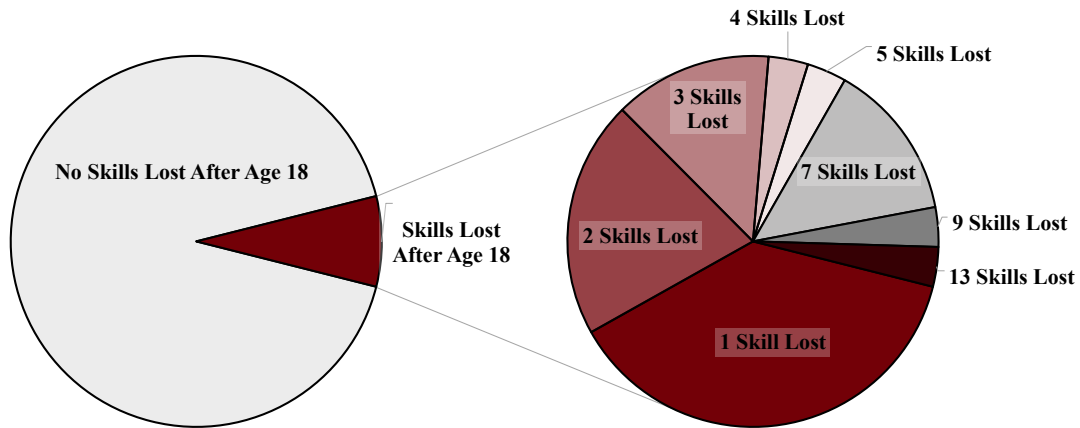 No Skills Lost After Age 18
Skills Lost
After Age 18
4 Skills Lost
5 Skills Lost
3 Skills
Lost
7 Skills Lost
2 Skills Lost
9 Skills Lost
13 Skills Lost
1 Skill Lost